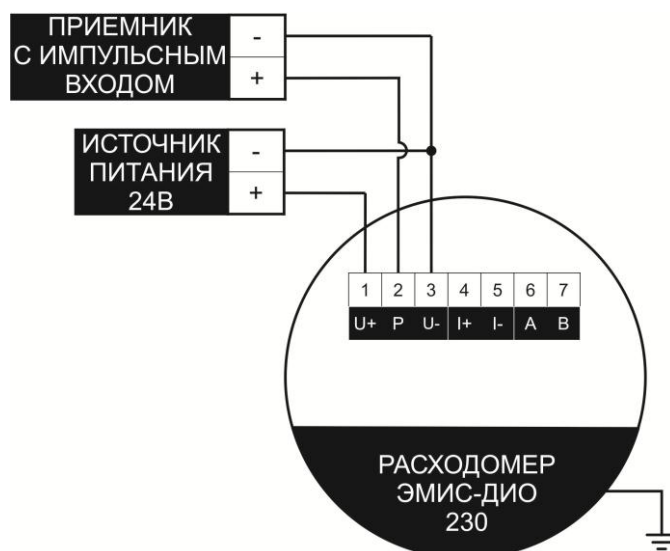 ПРИЕМНИК
С ИМПУЛЬСНЫМ
ВХОДОМ
-
+
ИСТОЧНИК
ПИТАНИЯ
24В
-
+
1 2 3 4 5 6 7
U+ P U- I+ I- A B
РАСХОДОМЕР
ЭМИС-ДИО
230